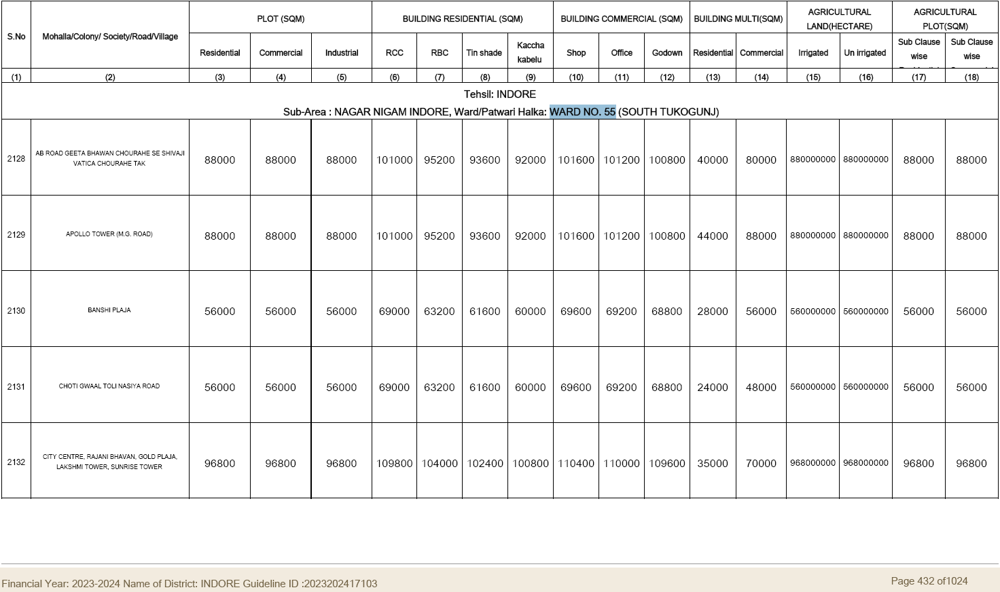 S.No Mohalla/Colony/ Society/Road/Village PLOT (SQM) BUILDING RESIDENTIAL (SQM) BUILDING COMMERCIAL (SQM) BUILDING MULTI(SQM) AGRICULTURAL LAND(HECTARE) AGRICULTURAL PLOT(SQM)
Residential Commercial Industrial RCC RBC Tin shade Kaccha kabelu Shop Office Godown Residential Commercial Irrigated Un irrigated Sub Clause wise Sub Clause wise
(1) (2) (3) (4) (5) (6) (7) (8) (9) (10) (11) (12) (13) (14) (15) (16) (17) (18)
Tehsil: INDORE
Sub-Area : NAGAR NIGAM INDORE, Ward/Patwari Halka: WARD NO. 55 (SOUTH TUKOGUNJ)
2128 AB ROAD GEETA BHAWAN CHOURAHE SE SHIVAJI VATICA CHOURAHE TAK 88000 88000 88000 101000 95200 93600 92000 101600 101200 100800 40000 80000 880000000 880000000 88000 88000
2129 APOLLO TOWER (M.G. ROAD) 88000 88000 88000 101000 95200 93600 92000 101600 101200 100800 44000 88000 880000000 880000000 88000 88000
2130 BANSHI PLAJA 56000 56000 56000 69000 63200 61600 60000 69600 69200 68800 28000 56000 560000000 560000000 56000 56000
2131 CHOTI GWAAL TOLI NASIYA ROAD 56000 56000 56000 69000 63200 61600 60000 69600 69200 68800 24000 48000 560000000 560000000 56000 56000
2132 CITY CENTRE, RAJANI BHAVAN, GOLD PLAJA, LAKSHMI TOWER, SUNRISE TOWER 96800 96800 96800 109800 104000 102400 100800 110400 110000 109600 35000 70000 968000000 968000000 96800 96800
Financial Year: 2023-2024 Name of District: INDORE Guideline ID :2023202417103
Page 432 of1024